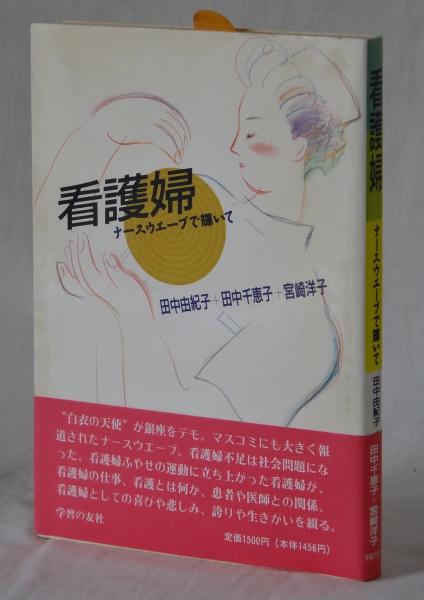 看護婦
ナースウエーブで輝いて
田中由紀子+田中千恵子+宮崎洋子
"白衣の天使"が銀座をデモ。マスコミにも大きく報
道されたナースウエーブ。看護婦不足は社会問題にな
った。看護婦ふやせの運動に立ち上がった看護婦が、
看護婦の仕事、看護とは何か、患者や医師との関係、
看護婦としての喜びや悲しみ、誇りや生きがいを綴る。
学習の友社
定価1500円(本体1456円)
看護婦
ナースウエーブで輝いて
田中由紀子
田中千恵子+宮崎洋子